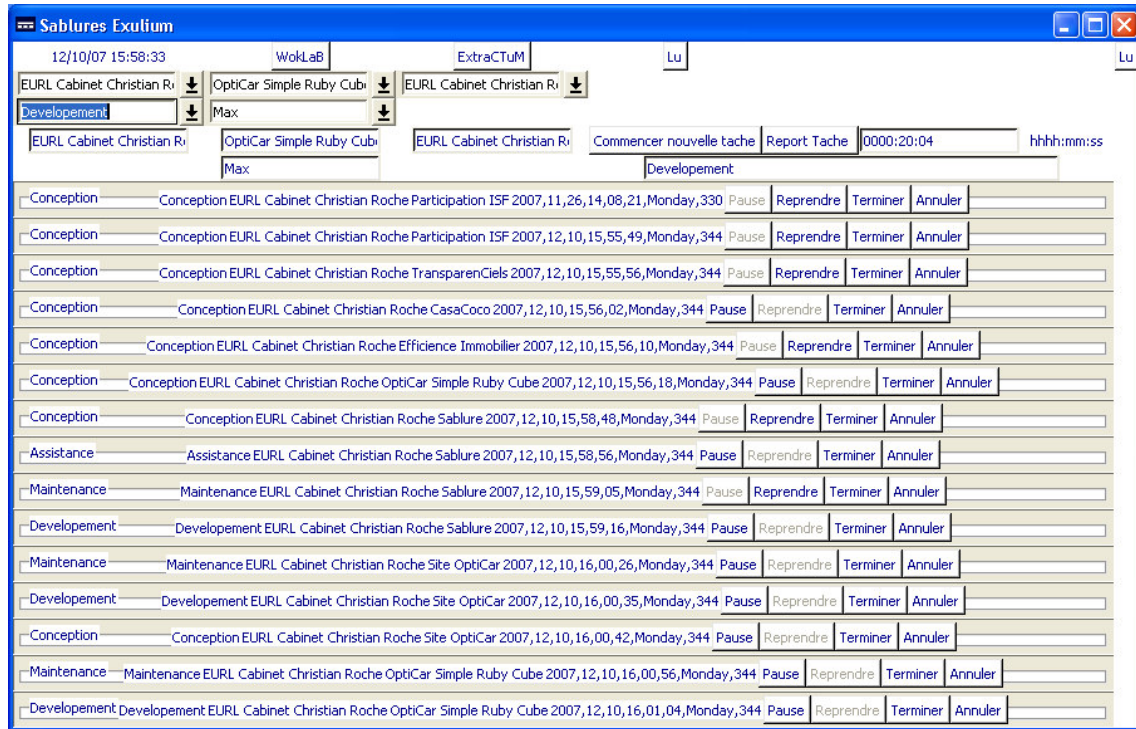 Sablures Exulium
12/10/07 15:58:33 WokLaB ExtraCTuM Lu Lu
EURL Cabinet Christian R OptiCar Simple Ruby Cub EURL Cabinet Christian R
Developement Max
EURL Cabinet Christian R OptiCar Simple Ruby Cube EURL Cabinet Christian R Commencer nouvelle tache Report Tache 0000:20:04 hhhh:mm:ss
Max Developement
Conception Conception EURL Cabinet Christian Roche Participation ISF 2007,11,26,14,08,21,Monday,330 Pause Reprendre Terminer Annuler
Conception Conception EURL Cabinet Christian Roche Participation ISF 2007,12,10,15,55,49,Monday,344 Pause Reprendre Terminer Annuler
Conception Conception EURL Cabinet Christian Roche TransparenCiels 2007,12,10,15,55,56,Monday,344 Pause Reprendre Terminer Annuler
Conception Conception EURL Cabinet Christian Roche CasaCoco 2007,12,10,15,56,02,Monday,344 Pause Reprendre Terminer Annuler
Conception Conception EURL Cabinet Christian Roche Efficience Immobilier 2007,12,10,15,56,10,Monday,344 Pause Reprendre Terminer Annuler
Conception Conception EURL Cabinet Christian Roche OptiCar Simple Ruby Cube 2007,12,10,15,56,18,Monday,344 Pause Reprendre Terminer Annuler
Conception Conception EURL Cabinet Christian Roche Sablure 2007,12,10,15,58,48,Monday,344 Pause Reprendre Terminer Annuler
Assistance Assistance EURL Cabinet Christian Roche Sablure 2007,12,10,15,58,56,Monday,344 Pause Reprendre Terminer Annuler
Maintenance Maintenance EURL Cabinet Christian Roche Sablure 2007,12,10,15,59,05,Monday,344 Pause Reprendre Terminer Annuler
Developement Developement EURL Cabinet Christian Roche Sablure 2007,12,10,15,59,16,Monday,344 Pause Reprendre Terminer Annuler
Maintenance Maintenance EURL Cabinet Christian Roche Site OptiCar 2007,12,10,16,00,26,Monday,344 Pause Reprendre Terminer Annuler
Developement Developement EURL Cabinet Christian Roche Site OptiCar 2007,12,10,16,00,35,Monday,344 Pause Reprendre Terminer Annuler
Conception Conception EURL Cabinet Christian Roche Site OptiCar 2007,12,10,16,00,42,Monday,344 Pause Reprendre Terminer Annuler
Maintenance Maintenance EURL Cabinet Christian Roche OptiCar Simple Ruby Cube 2007,12,10,16,00,56,Monday,344 Pause Reprendre Terminer Annuler
Developement Developement EURL Cabinet Christian Roche OptiCar Simple Ruby Cube 2007,12,10,16,01,04,Monday,344 Pause Reprendre Terminer Annuler